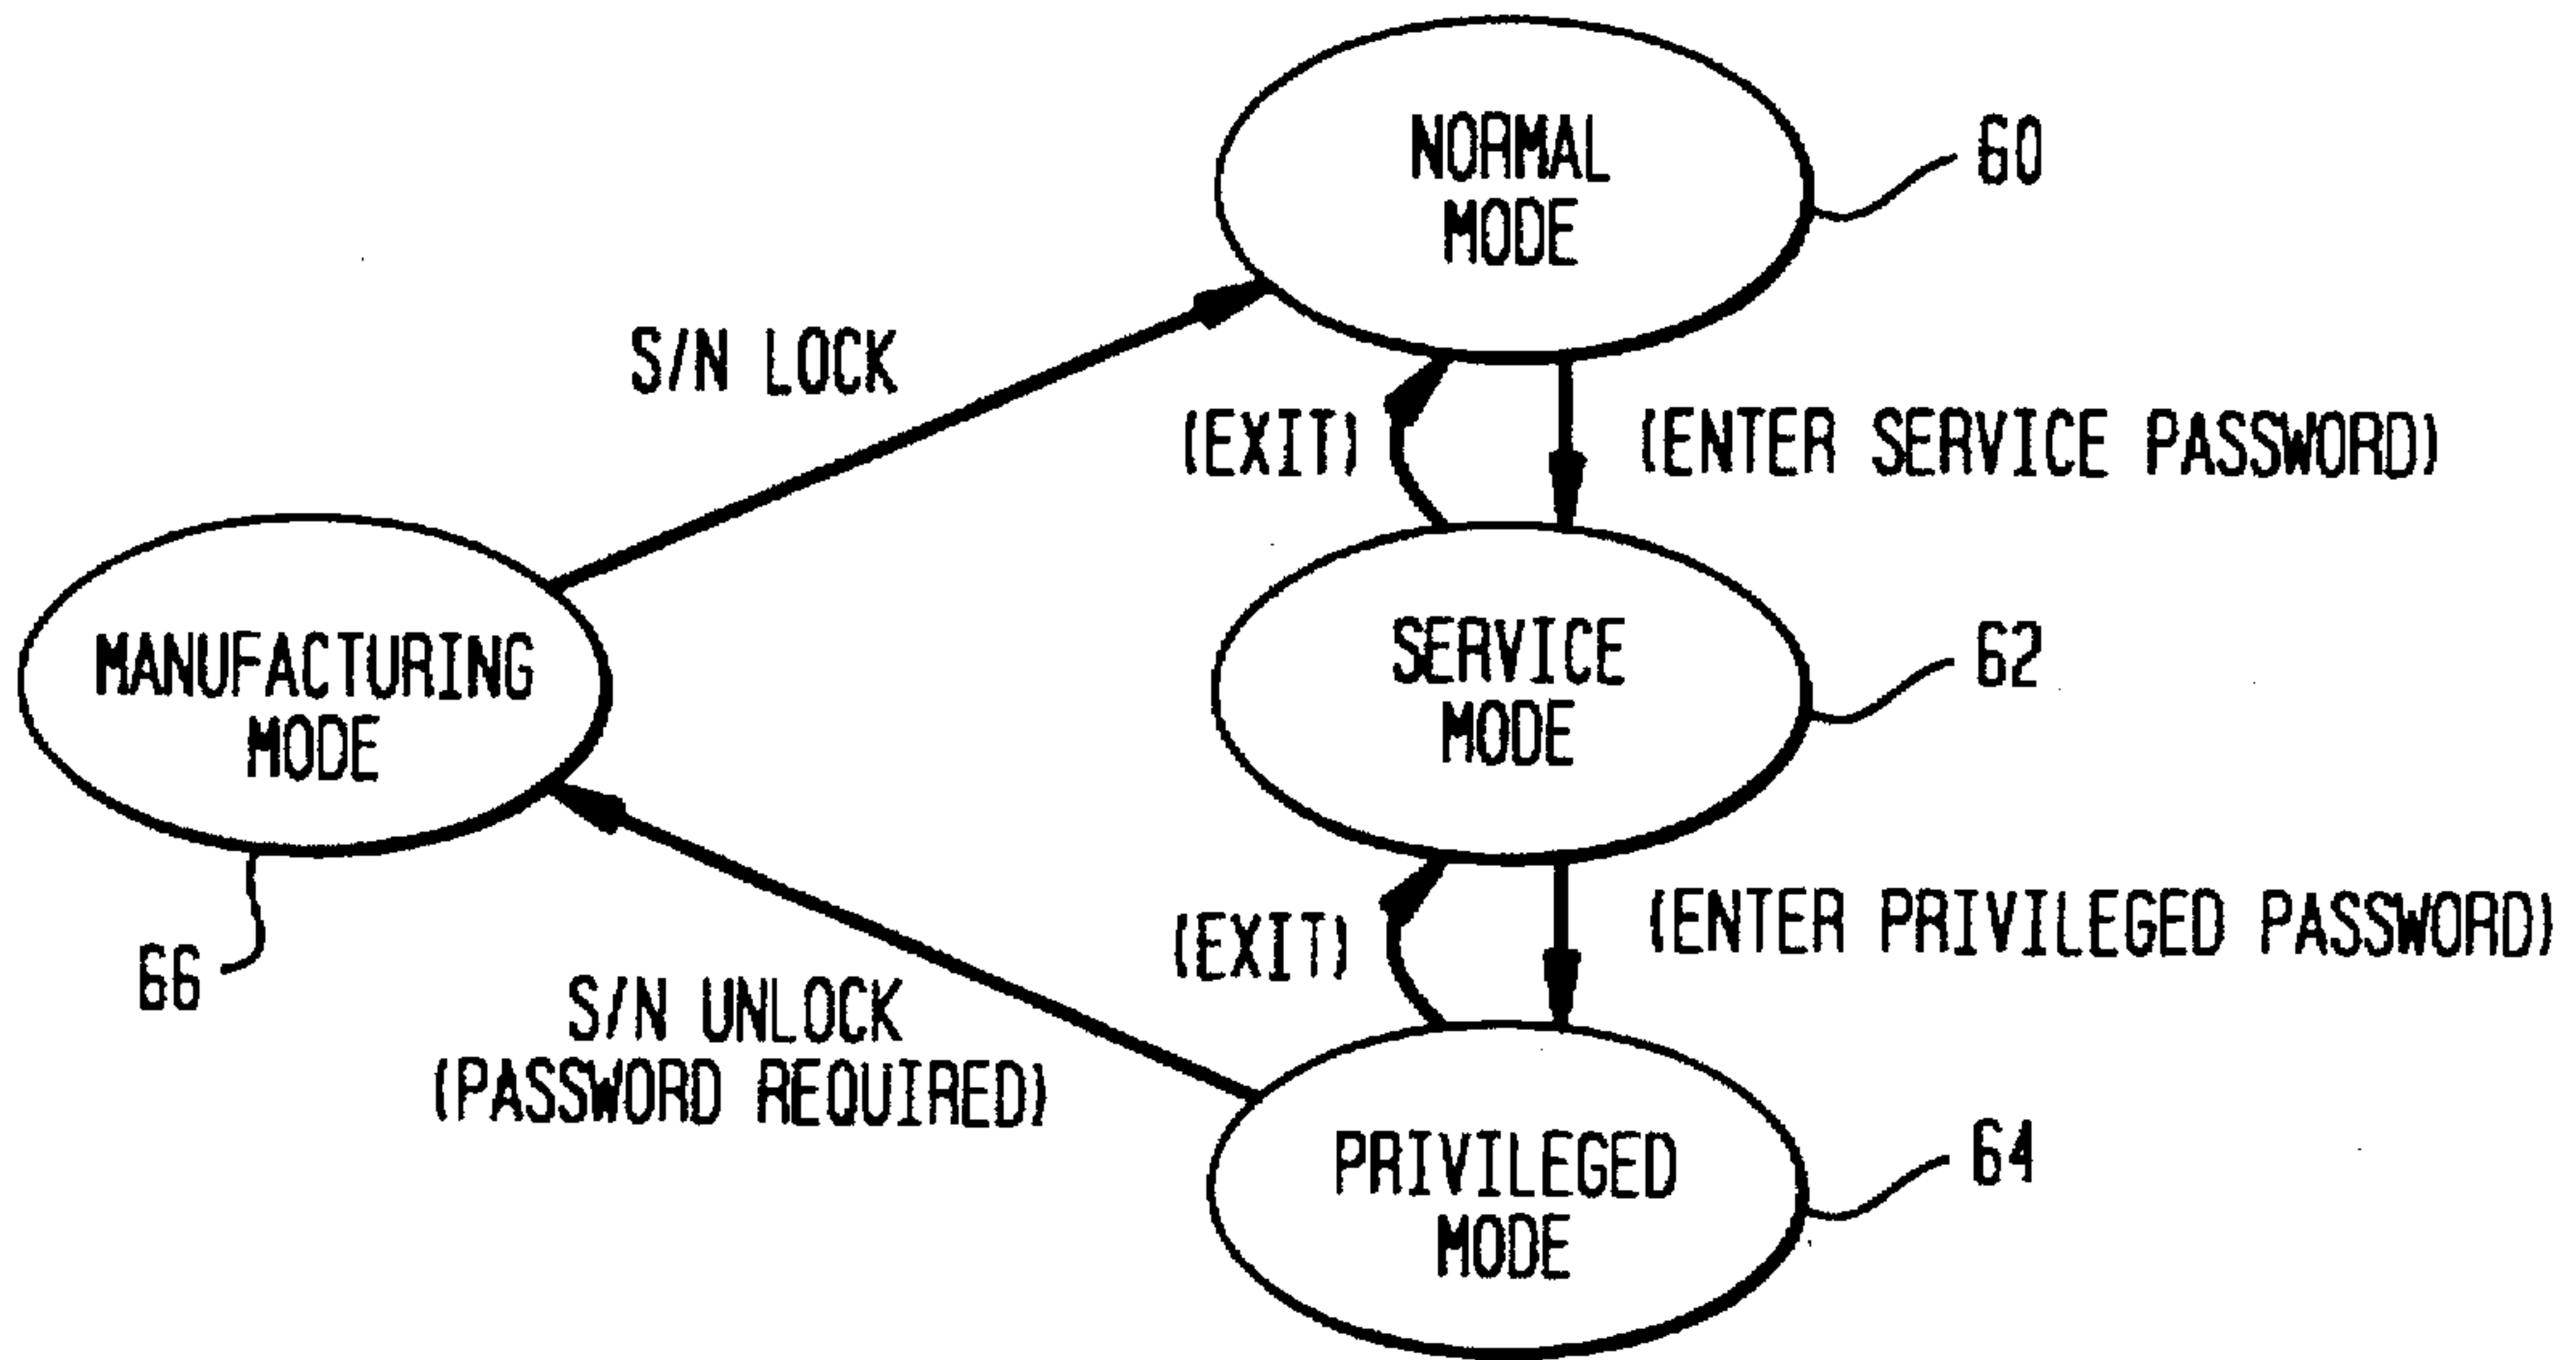 NORMAL
MODE
60
S/N LOCK
(EXIT)
(ENTER SERVICE PASSWORD)
MANUFACTURING
MODE
66
SERVICE
MODE
62
(EXIT)
(ENTER PRIVILEGED PASSWORD)
S/N UNLOCK
(PASSWORD REQUIRED)
PRIVILEGED
MODE
64